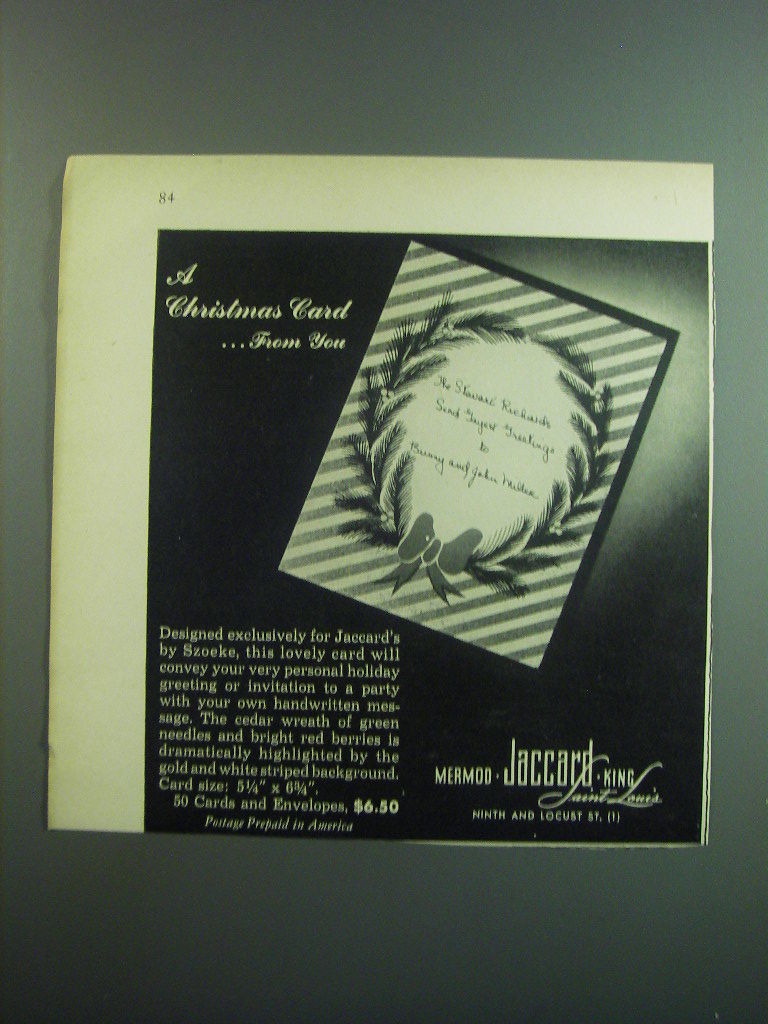 84
A
Christmas Card
...From You
The Stewart Richards
Send Gayest Greetings
to
Bunny and John Miller
Designed exclusively for Jaccard's
by Szoeke, this lovely card will
convey your very personal holiday
greeting or invitation to a party
with your own handwritten mes-
sage. The cedar wreath of green
needles and bright red berries is
dramatically highlighted by the
gold and white striped background.
Card size: 5¼" x 6¾".
50 Cards and Envelopes, $6.50
Postage Prepaid in America
MERMOD · Jaccard · KING
Saint Louis
NINTH AND LOCUST ST. (1)